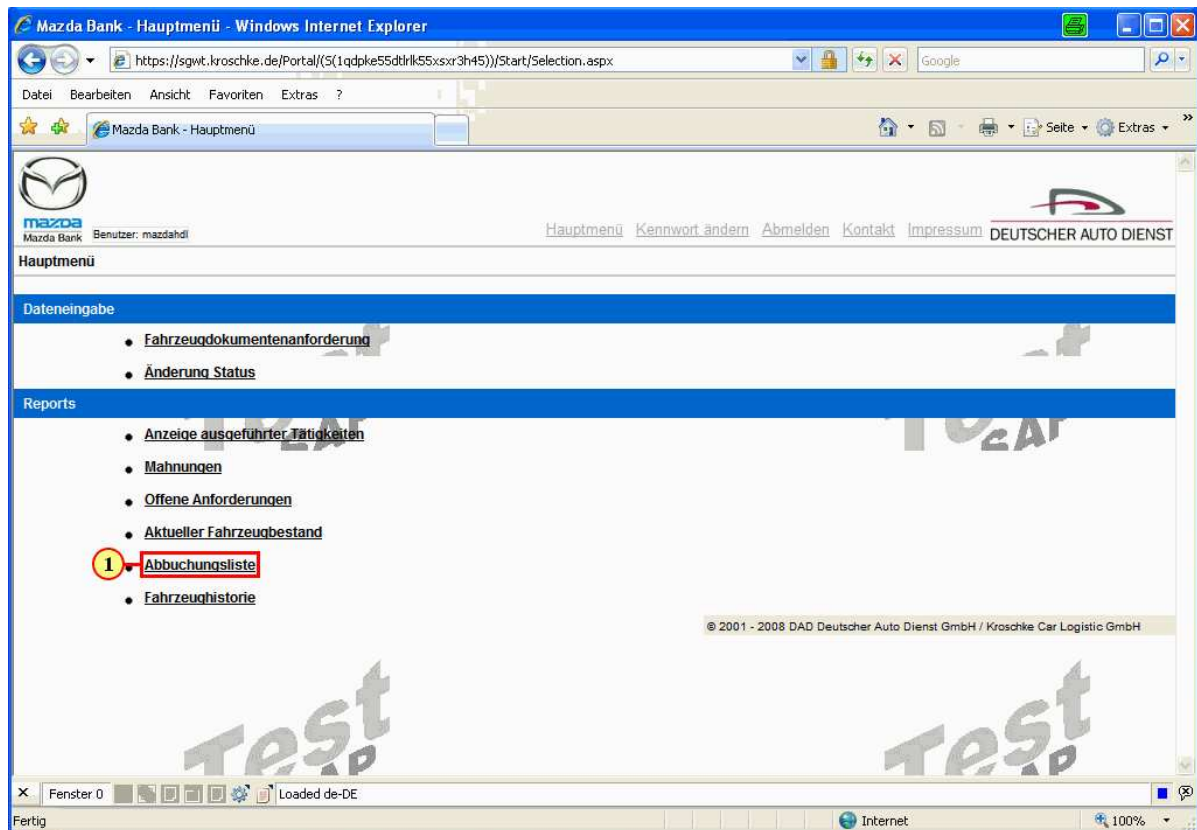 Mazda Bank - Hauptmenü - Windows Internet Explorer
https://sgwt.kroschke.de/Portal/(S(1qdpke55dtlrlk55xsxr3h45))/Start/Selection.aspx
Google
Datei Bearbeiten Ansicht Favoriten Extras ?
Mazda Bank - Hauptmenü
Seite Extras »
mazda
Mazda Bank Benutzer: mazdahdl
Hauptmenü Kennwort ändern Abmelden Kontakt Impressum DEUTSCHER AUTO DIENST
Hauptmenü
Dateneingabe
Fahrzeugdokumentenanforderung
Änderung Status
Reports
Anzeige ausgeführter Tätigkeiten
Mahnungen
Offene Anforderungen
Aktueller Fahrzeugbestand
1 Abbuchungsliste
Fahrzeughistorie
© 2001 - 2008 DAD Deutscher Auto Dienst GmbH / Kroschke Car Logistic GmbH
Test Test
Fenster 0 Loaded de-DE
Fertig Internet 100%